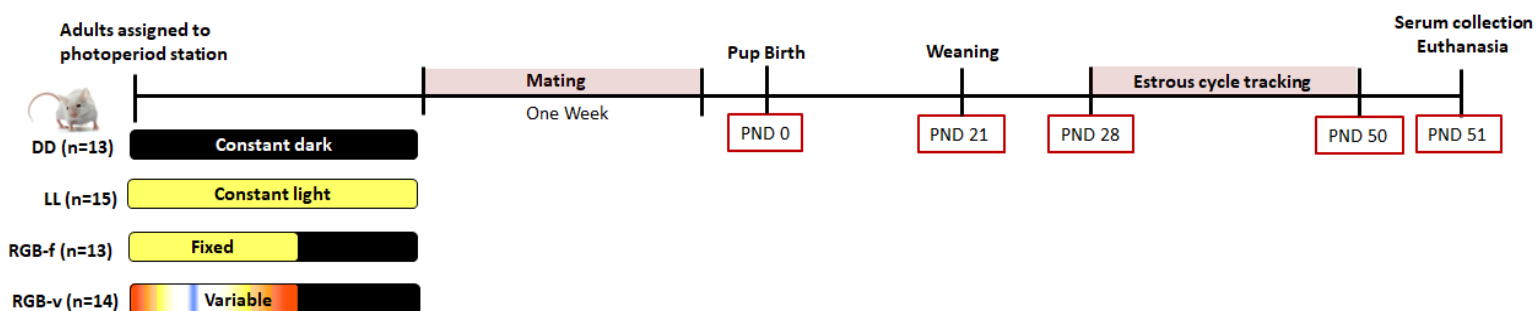 Adults assigned to
photoperiod station
Serum collection
Euthanasia
Pup Birth
Weaning
Mating
Estrous cycle tracking
One Week
PND 0
PND 21
PND 28
PND 50
PND 51
DD (n=13)
Constant dark
LL (n=15)
Constant light
RGB-f (n=13)
Fixed
RGB-v (n=14)
Variable